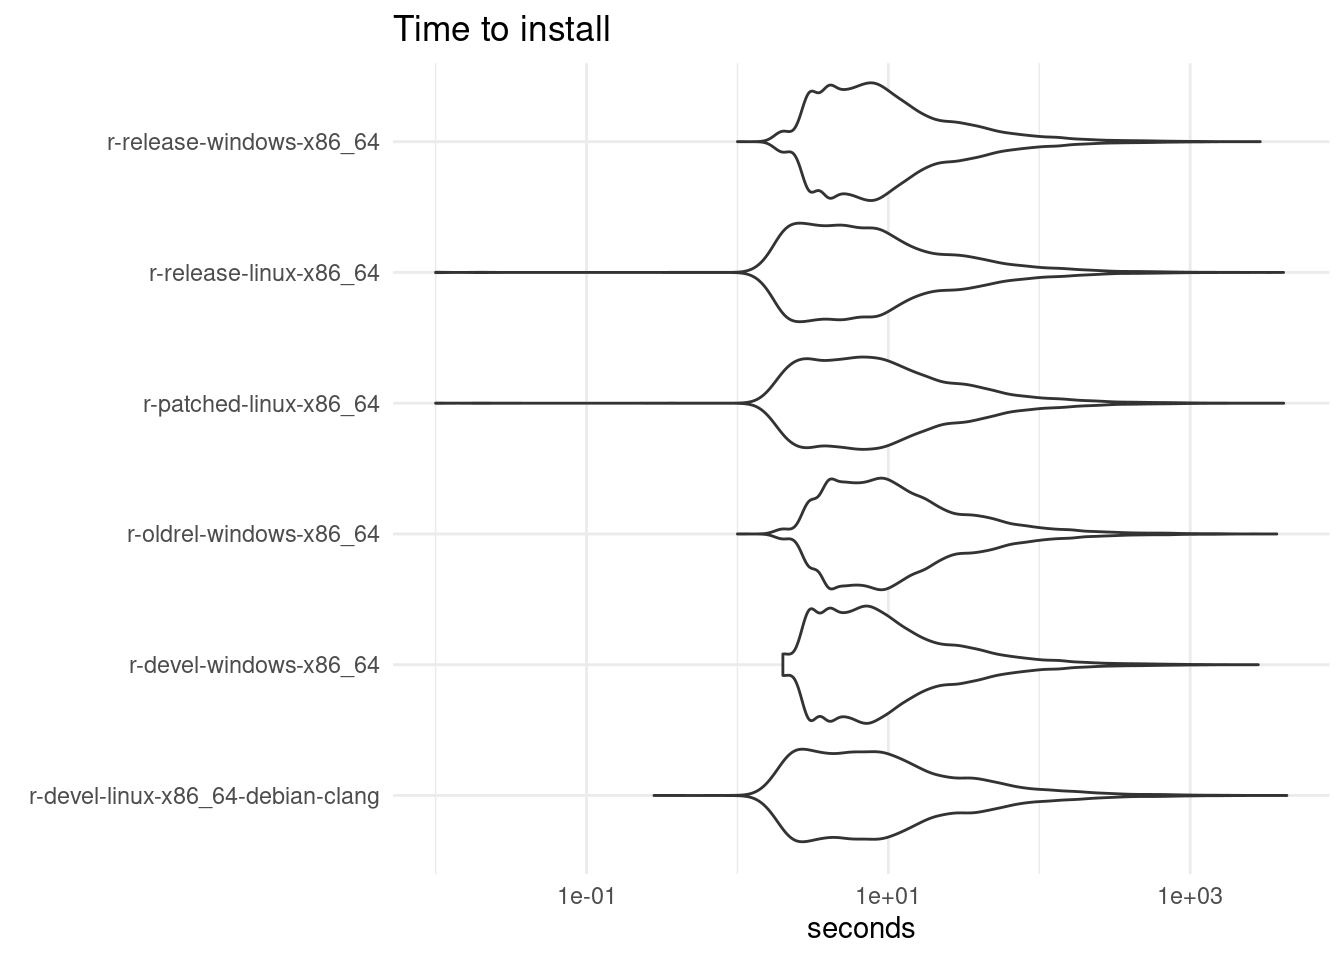 Time to install
r-release-windows-x86_64
r-release-linux-x86_64
r-patched-linux-x86_64
r-oldrel-windows-x86_64
r-devel-windows-x86_64
r-devel-linux-x86_64-debian-clang
1e-01 1e+01 1e+03
seconds